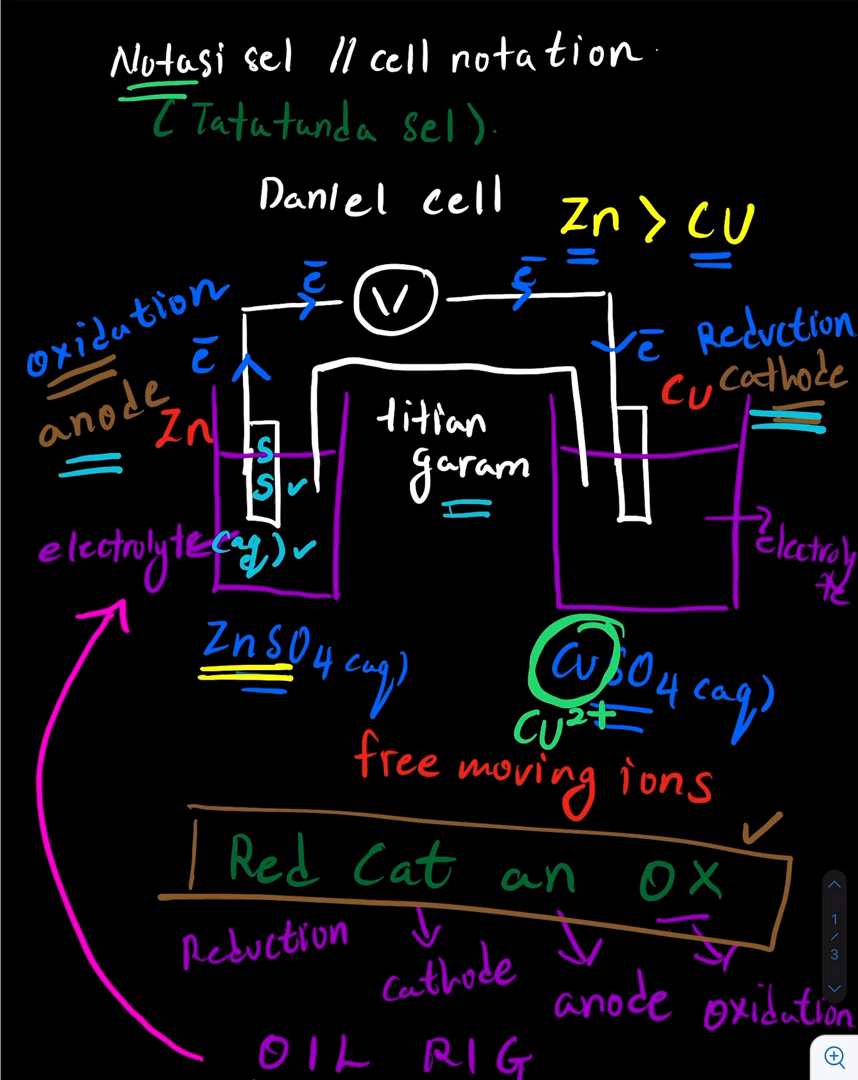 Notasi sel // cell notation
(Tatatanda sel).
Daniel cell
Zn > Cu
ē
V
ē
oxidation
ē
ē
Reduction
anode
Zn
Cu
cathode
titian
garam
S
S
electrolyte
(aq)
electrolyte
ZnSO4 (aq)
CuSO4 (aq)
Cu2+
free moving ions
Red Cat an OX
Reduction
cathode
anode
oxidation
OIL RIG
1
/
3